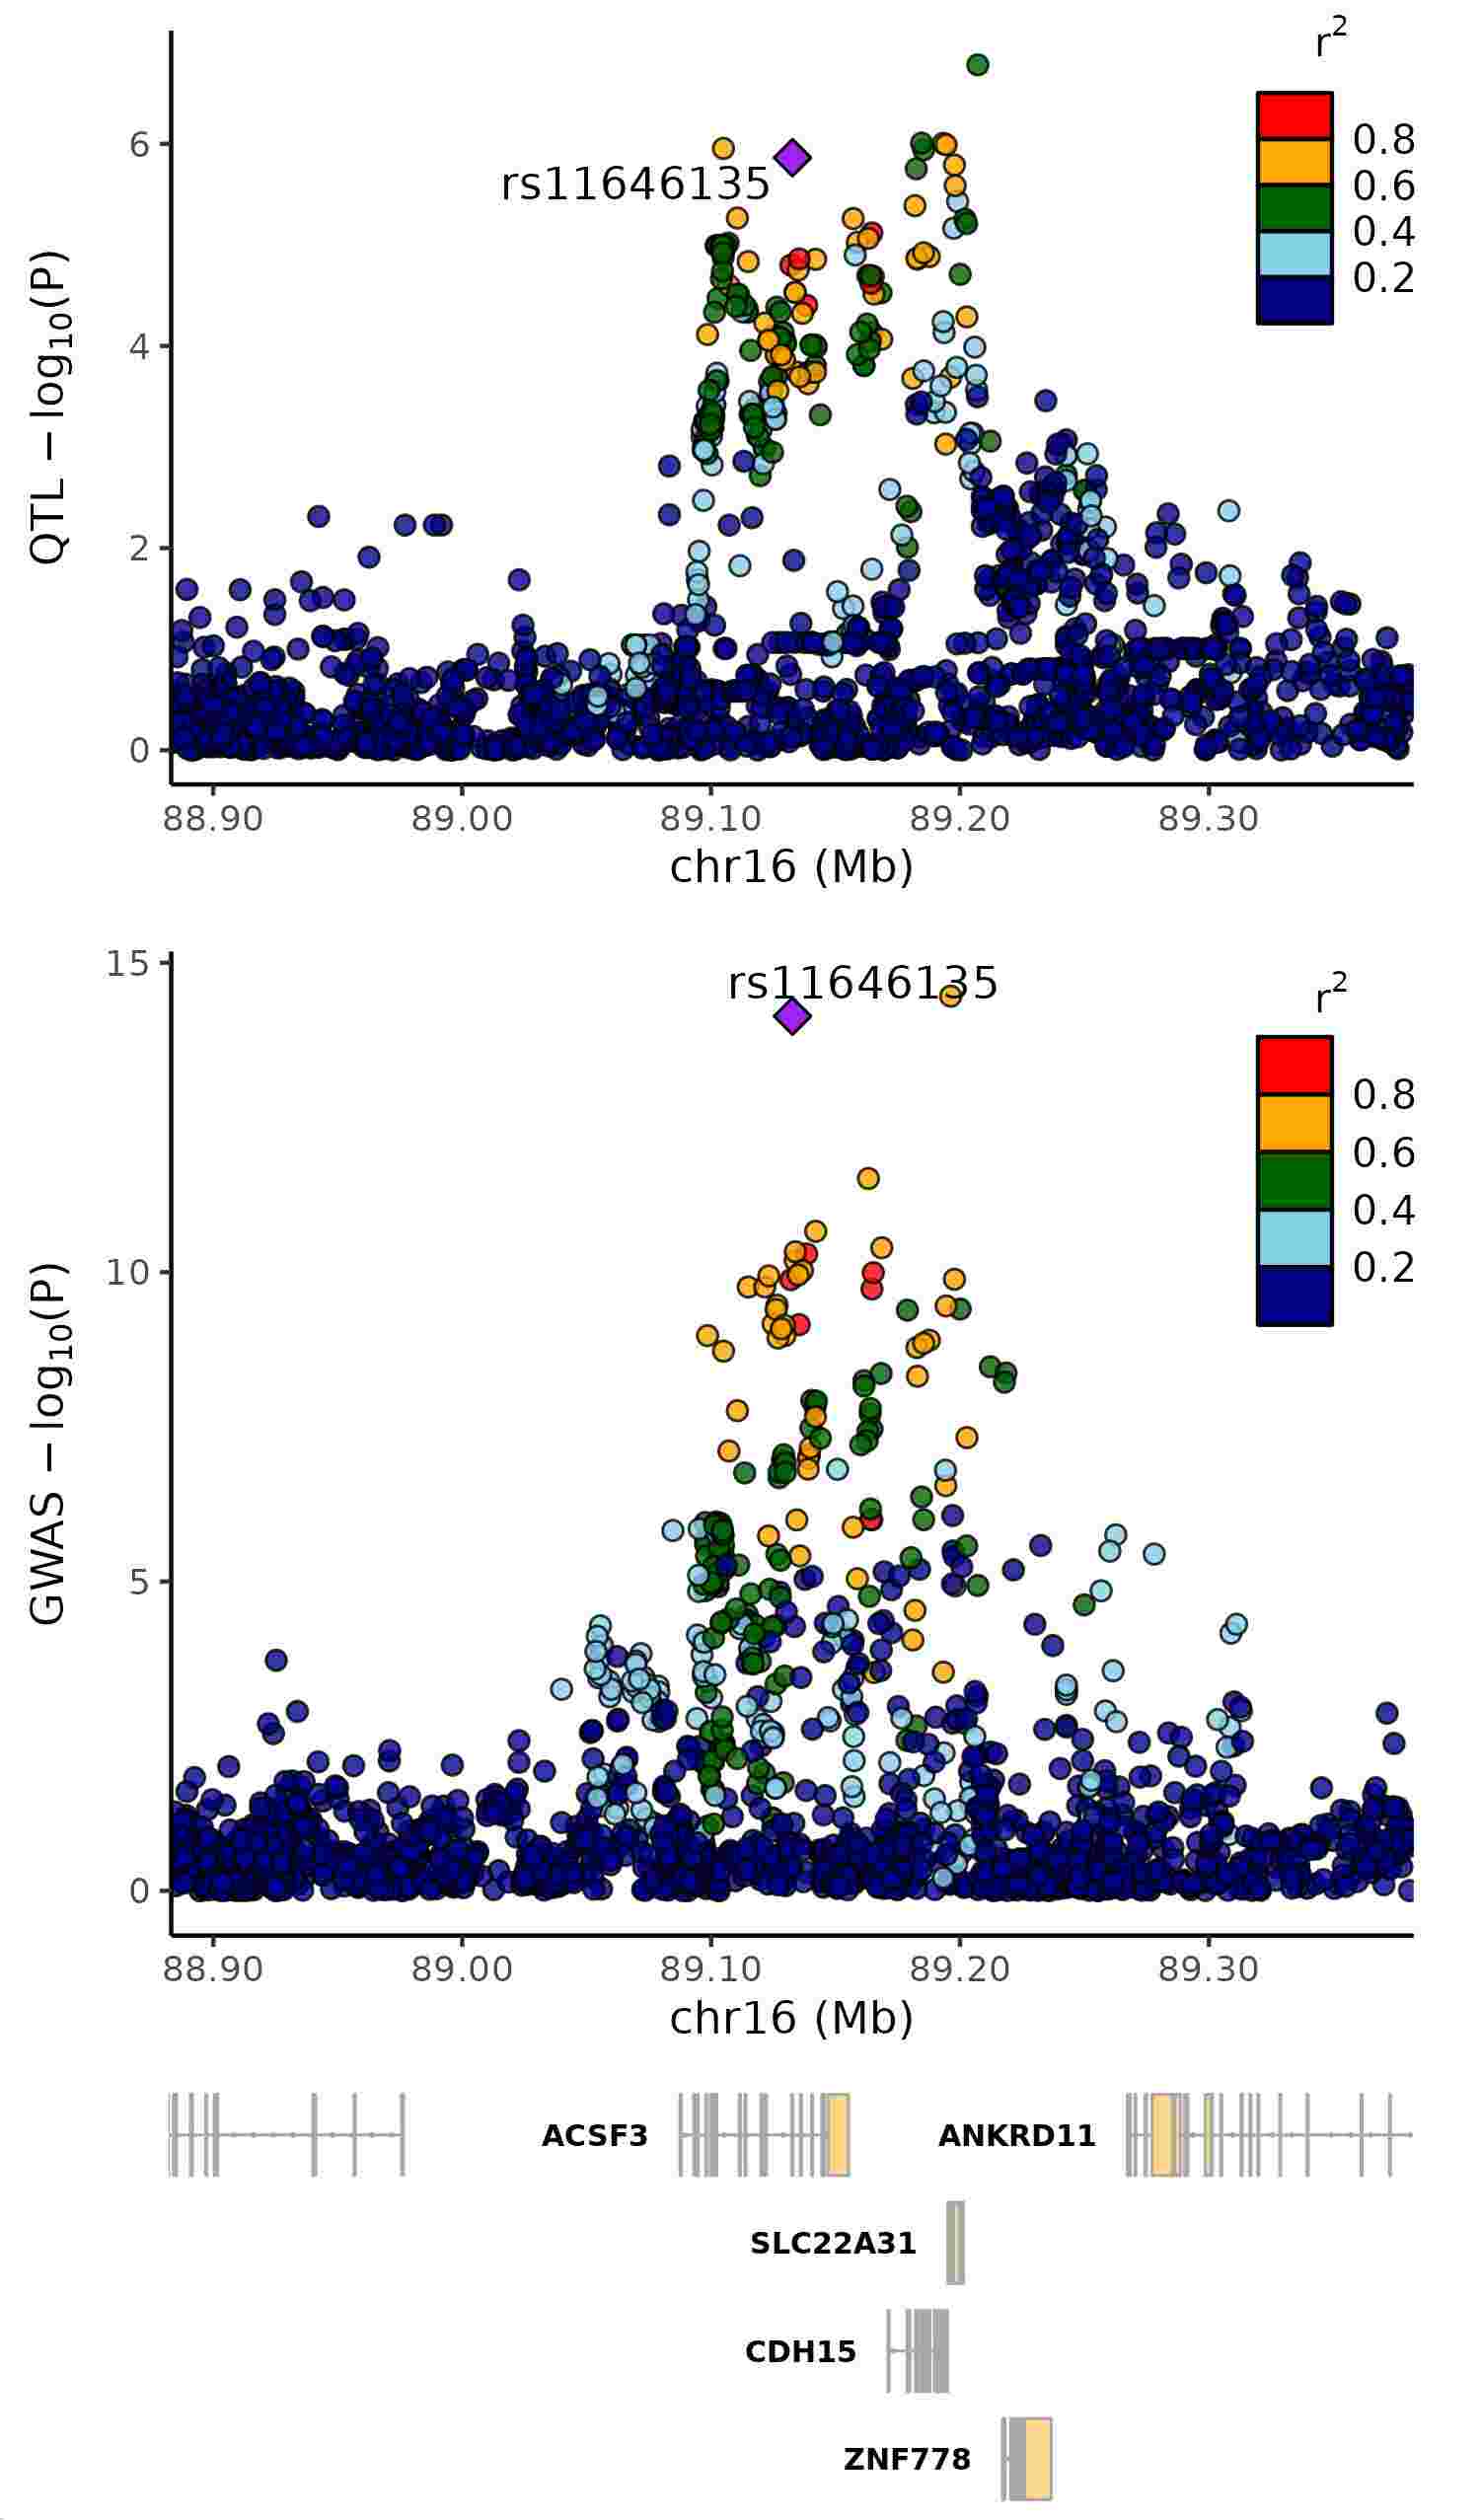 r2
6
rs11646135
0.8
0.6
0.4
0.2
QTL −log10(P)
4
2
0
88.90 89.00 89.10 89.20 89.30
chr16 (Mb)
15
rs11646135
r2
0.8
0.6
0.4
0.2
10
GWAS −log10(P)
5
0
88.90 89.00 89.10 89.20 89.30
chr16 (Mb)
ACSF3 ANKRD11
SLC22A31
CDH15
ZNF778